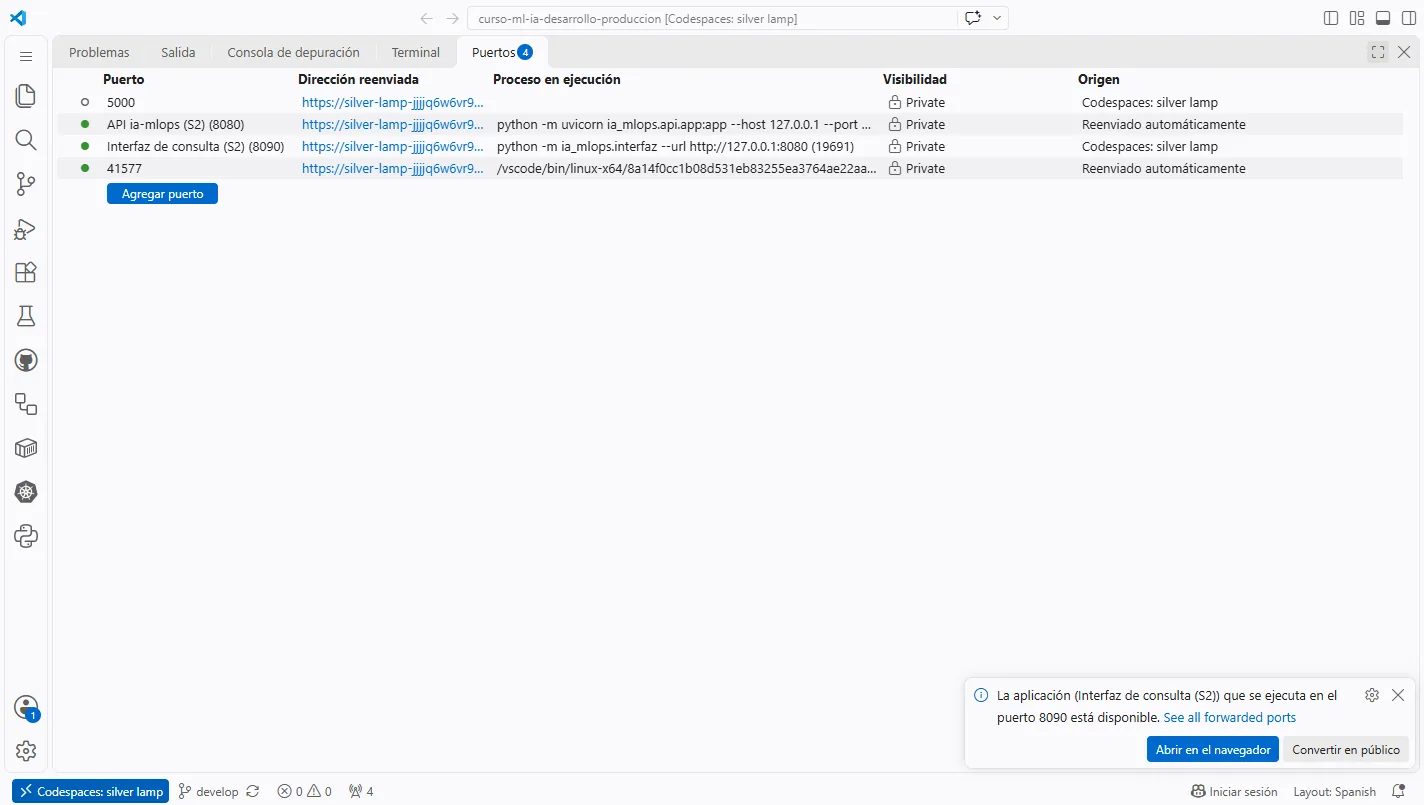 curso-ml-ia-desarrollo-produccion [Codespaces: silver lamp]
Problemas Salida Consola de depuración Terminal Puertos 4
Puerto Dirección reenviada Proceso en ejecución Visibilidad Origen
5000 https://silver-lamp-jjjjq6w6vr9... Private Codespaces: silver lamp
API ia-mlops (S2) (8080) https://silver-lamp-jjjjq6w6vr9... python -m uvicorn ia_mlops.api.app:app --host 127.0.0.1 --port ... Private Reenviado automáticamente
Interfaz de consulta (S2) (8090) https://silver-lamp-jjjjq6w6vr9... python -m ia_mlops.interfaz --url http://127.0.0.1:8080 (19691) Private Codespaces: silver lamp
41577 https://silver-lamp-jjjjq6w6vr9... /vscode/bin/linux-x64/8a14f0cc1b08d531eb83255ea3764ae22aa... Private Reenviado automáticamente
Agregar puerto
La aplicación (Interfaz de consulta (S2)) que se ejecuta en el
puerto 8090 está disponible. See all forwarded ports
Abrir en el navegador Convertir en público
1
Codespaces: silver lamp develop 0 0 4 Iniciar sesión Layout: Spanish